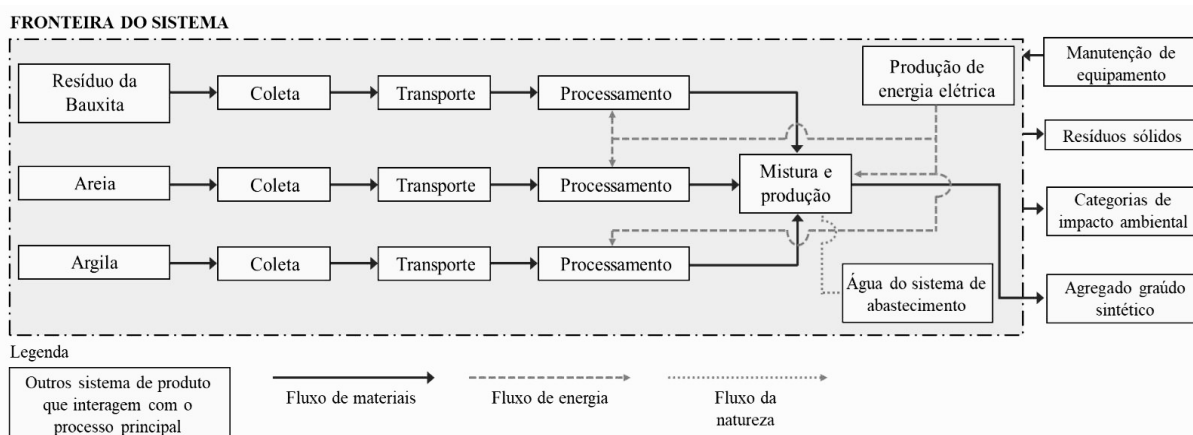 FRONTEIRA DO SISTEMA
Resíduo da
Bauxita
Coleta
Transporte
Processamento
Produção de
energia elétrica
Manutenção de
equipamento
Resíduos sólidos
Areia
Coleta
Transporte
Processamento
Mistura e
produção
Categorias de
impacto ambiental
Argila
Coleta
Transporte
Processamento
Água do sistema de
abastecimento
Agregado graúdo
sintético
Legenda
Outros sistema de produto
que interagem com o
processo principal
Fluxo de materiais
Fluxo de energia
Fluxo da
natureza